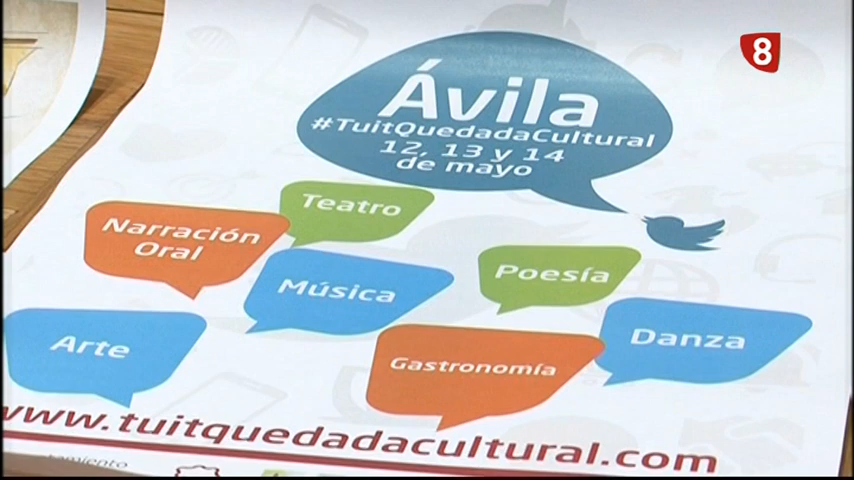 8
Ávila
#TuitQuedadaCultural
12, 13 y 14
de mayo
Teatro
Narración
Oral
Música
Poesía
Arte
Gastronomía
Danza
www.tuitquedadacultural.com